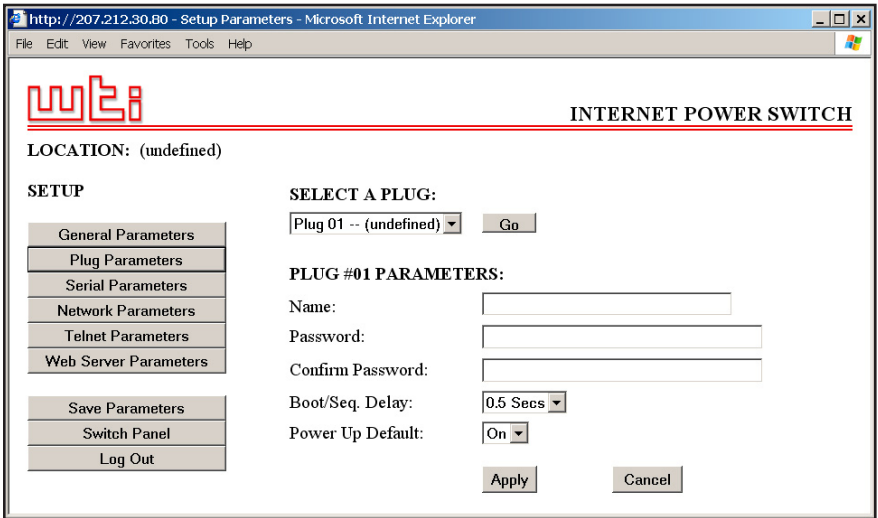 http://207.212.30.80 - Setup Parameters - Microsoft Internet Explorer
File Edit View Favorites Tools Help
wti
INTERNET POWER SWITCH
LOCATION: (undefined)
SETUP
General Parameters
Plug Parameters
Serial Parameters
Network Parameters
Telnet Parameters
Web Server Parameters
Save Parameters
Switch Panel
Log Out
SELECT A PLUG:
Plug 01 -- (undefined) Go
PLUG #01 PARAMETERS:
Name:
Password:
Confirm Password:
Boot/Seq. Delay: 0.5 Secs
Power Up Default: On
Apply Cancel